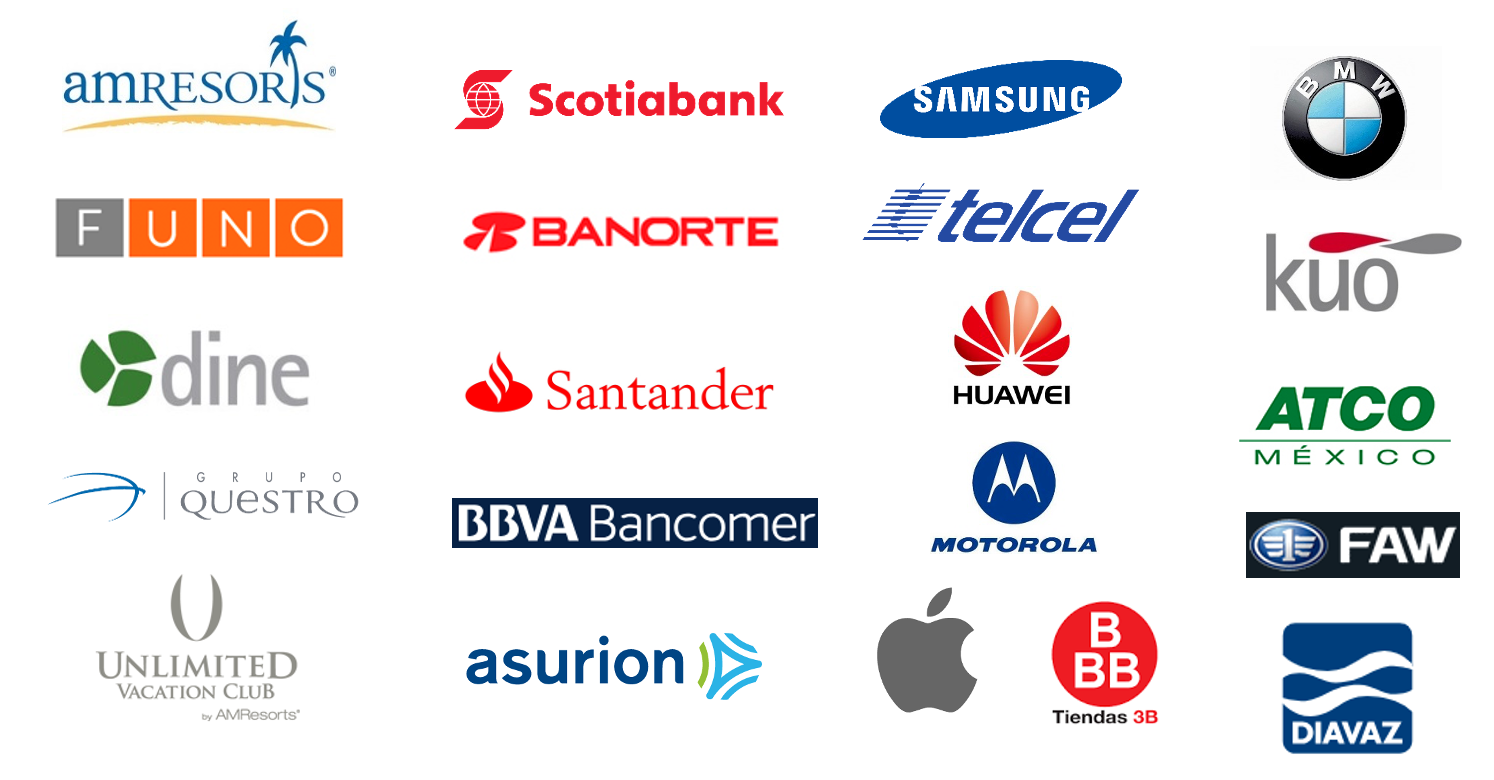 amRESORTS®
Scotiabank
SAMSUNG
BMW
FUNO
BANORTE
telcel
kuo
dine
Santander
HUAWEI
ATCO
MÉXICO
GRUPO
QUESTRO
BBVA Bancomer
MOTOROLA
1 FAW
UNLIMITED
VACATION CLUB
by AMResorts®
asurion
B
BB
Tiendas 3B
DIAVAZ